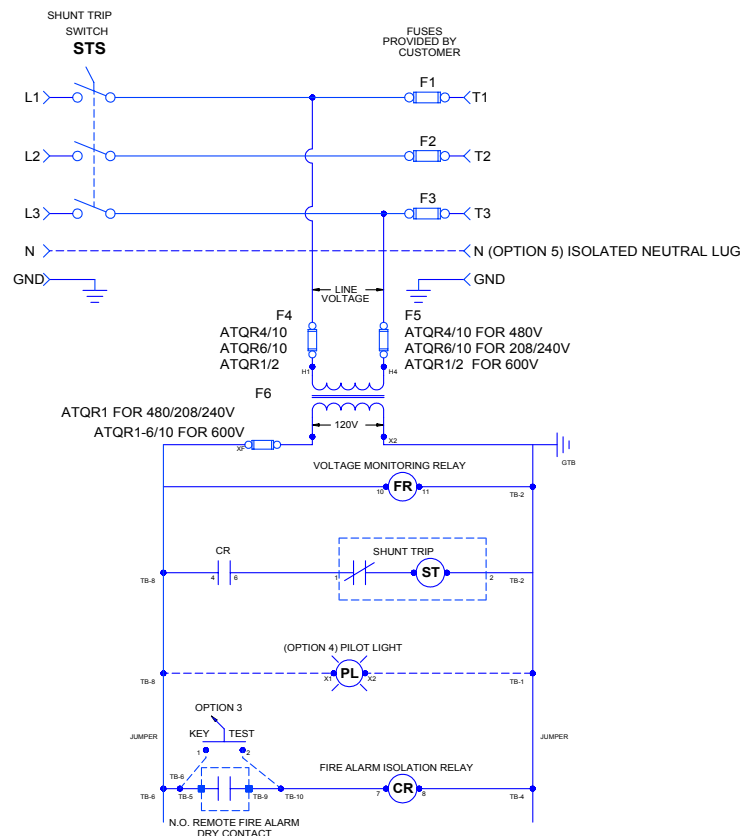 SHUNT TRIP
SWITCH
STS
FUSES
PROVIDED BY
CUSTOMER
F1
L1
T1
F2
L2
T2
F3
L3
T3
N
N (OPTION 5) ISOLATED NEUTRAL LUG
GND
GND
LINE
VOLTAGE
F4
ATQR4/10
ATQR6/10
ATQR1/2
F5
ATQR4/10 FOR 480V
ATQR6/10 FOR 208/240V
ATQR1/2 FOR 600V
H1
H4
F6
ATQR1 FOR 480/208/240V
ATQR1-6/10 FOR 600V
120V
XF
X2
GTB
VOLTAGE MONITORING RELAY
10
FR
11
TB-2
CR
SHUNT TRIP
TB-8
4
6
1
ST
2
TB-2
(OPTION 4) PILOT LIGHT
TB-8
X1
PL
X2
TB-1
OPTION 3
JUMPER
KEY
TEST
JUMPER
1
2
FIRE ALARM ISOLATION RELAY
TB-6
TB-6
TB-5
TB-9
TB-10
7
CR
8
TB-4
N.O. REMOTE FIRE ALARM
DRY CONTACT